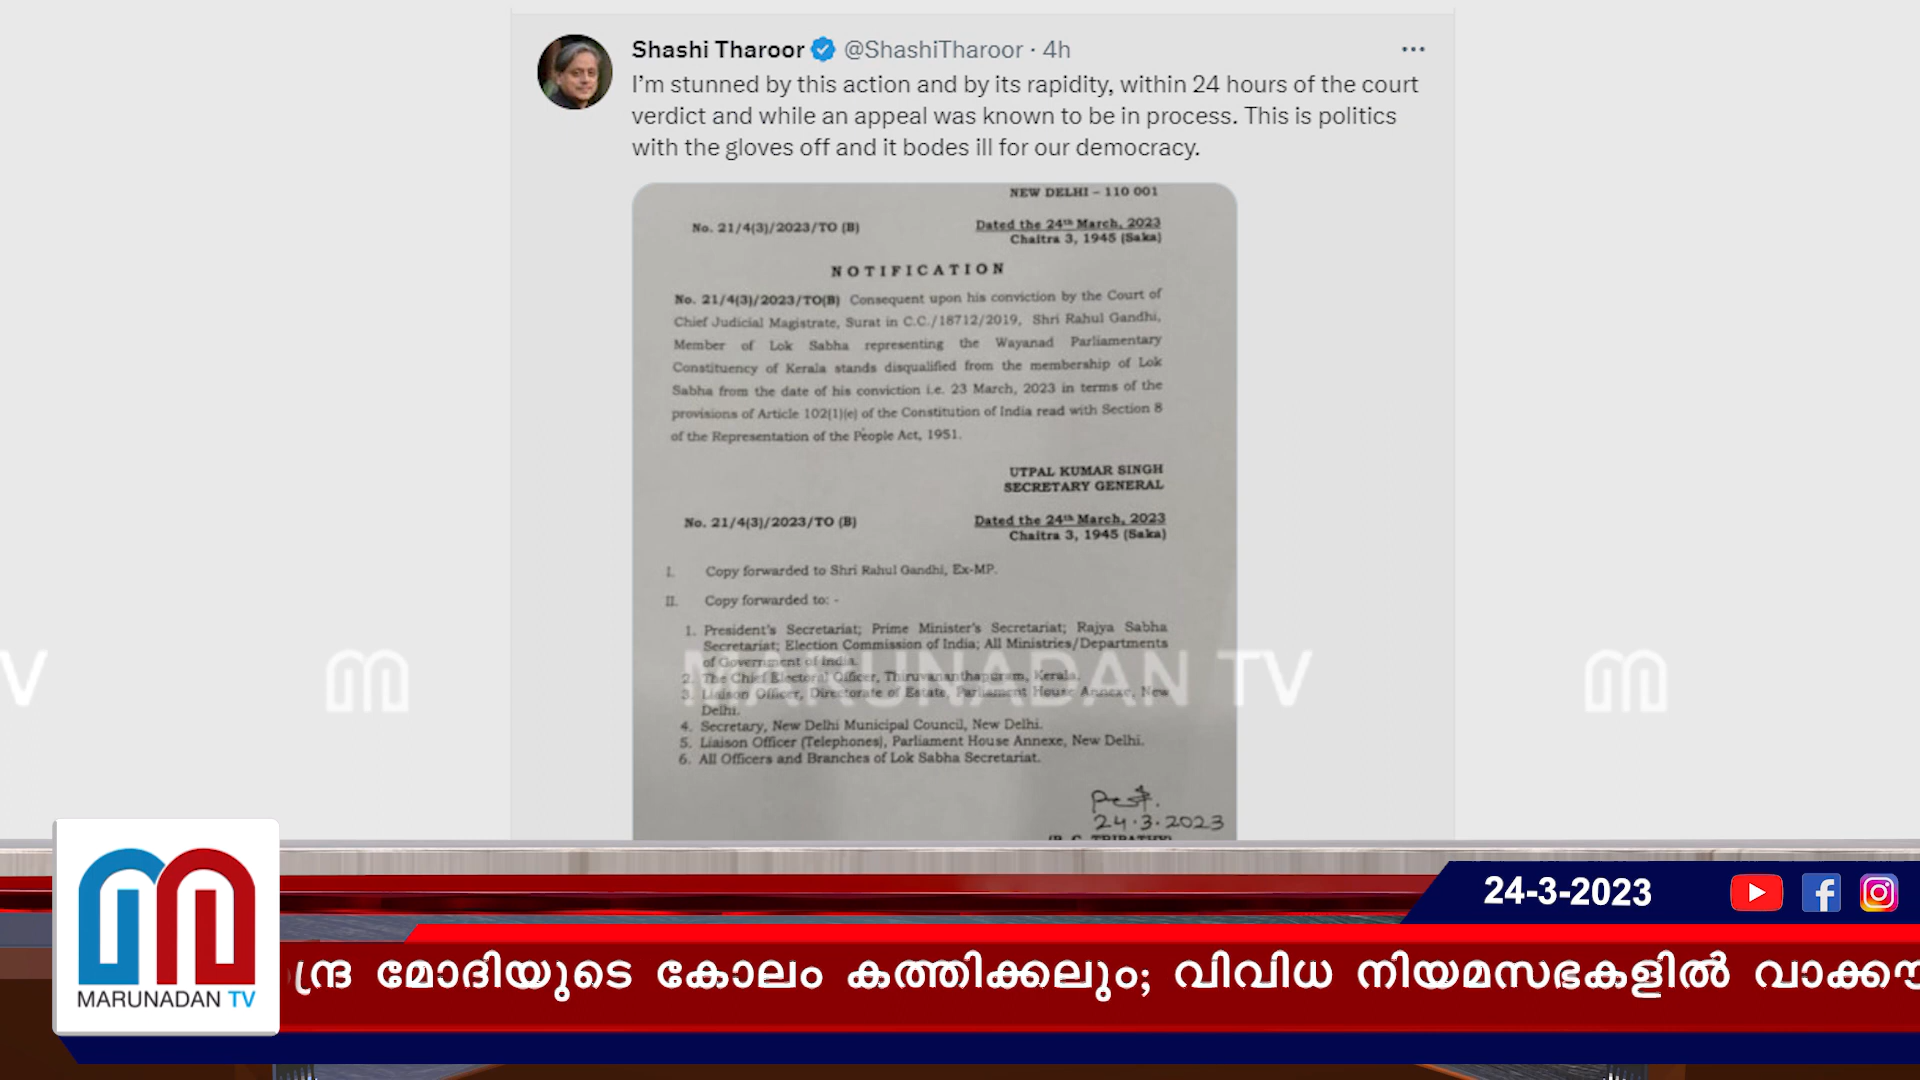 Shashi Tharoor @ShashiTharoor · 4h
I'm stunned by this action and by its rapidity, within 24 hours of the court
verdict and while an appeal was known to be in process. This is politics
with the gloves off and it bodes ill for our democracy.
NEW DELHI – 110 001
No. 21/4(3)/2023/TO (B)
Dated the 24th March, 2023
Chaitra 3, 1945 (Saka)
NOTIFICATION
No. 21/4(3)/2023/TO(B) Consequent upon his conviction by the Court of
Chief Judicial Magistrate, Surat in C.C./18712/2019, Shri Rahul Gandhi,
Member of Lok Sabha representing the Wayanad Parliamentary
Constituency of Kerala stands disqualified from the membership of Lok
Sabha from the date of his conviction i.e. 23 March, 2023 in terms of the
provisions of Article 102(1)(e) of the Constitution of India read with Section 8
of the Representation of the People Act, 1951.
UTPAL KUMAR SINGH
SECRETARY GENERAL
No. 21/4(3)/2023/TO (B)
Dated the 24th March, 2023
Chaitra 3, 1945 (Saka)
I. Copy forwarded to Shri Rahul Gandhi, Ex-MP.
II. Copy forwarded to: -
1. President's Secretariat; Prime Minister's Secretariat; Rajya Sabha
Secretariat; Election Commission of India; All Ministries/Departments
of Government of India.
2. The Chief Electoral Officer, Thiruvananthapuram, Kerala.
3. Liaison Officer, Directorate of Estate, Parliament House Annexe, New
Delhi.
4. Secretary, New Delhi Municipal Council, New Delhi.
5. Liaison Officer (Telephones), Parliament House Annexe, New Delhi.
6. All Officers and Branches of Lok Sabha Secretariat.
24.3.2023
MARUNADAN TV
V
24-3-2023
മോദിയുടെ കോലം കത്തിക്കലും; വിവിധ നിയമസഭകളിൽ
MARUNADAN TV